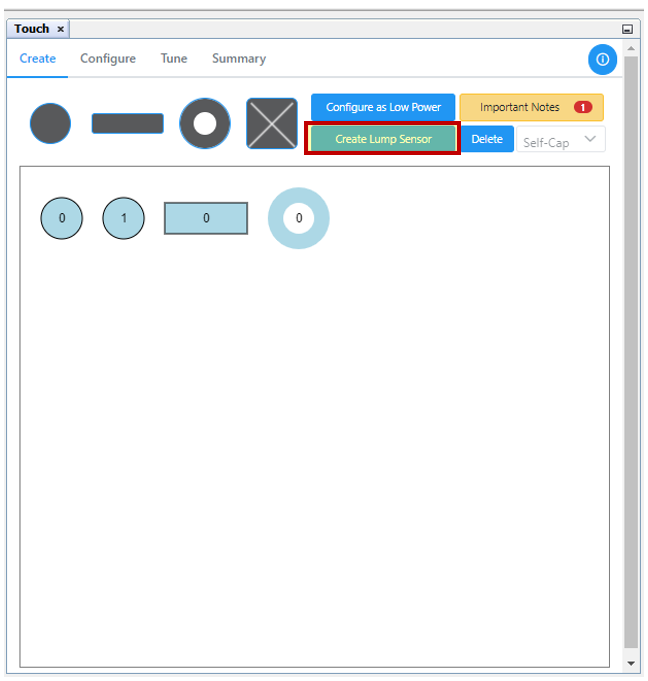 Touch ×
Create Configure Tune Summary
Configure as Low Power Important Notes 1
Create Lump Sensor Delete Self-Cap
0 1 0 0